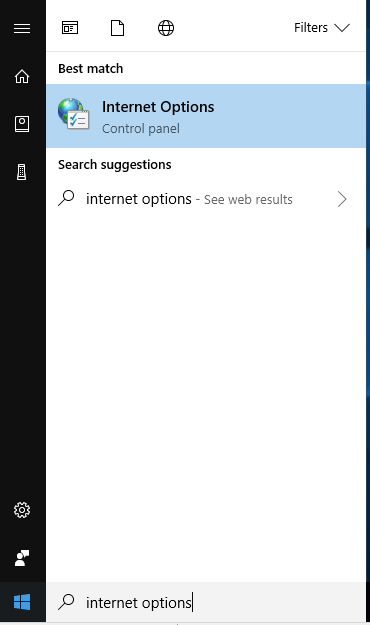 Filters
Best match
Internet Options
Control panel
Search suggestions
internet options - See web results
internet options